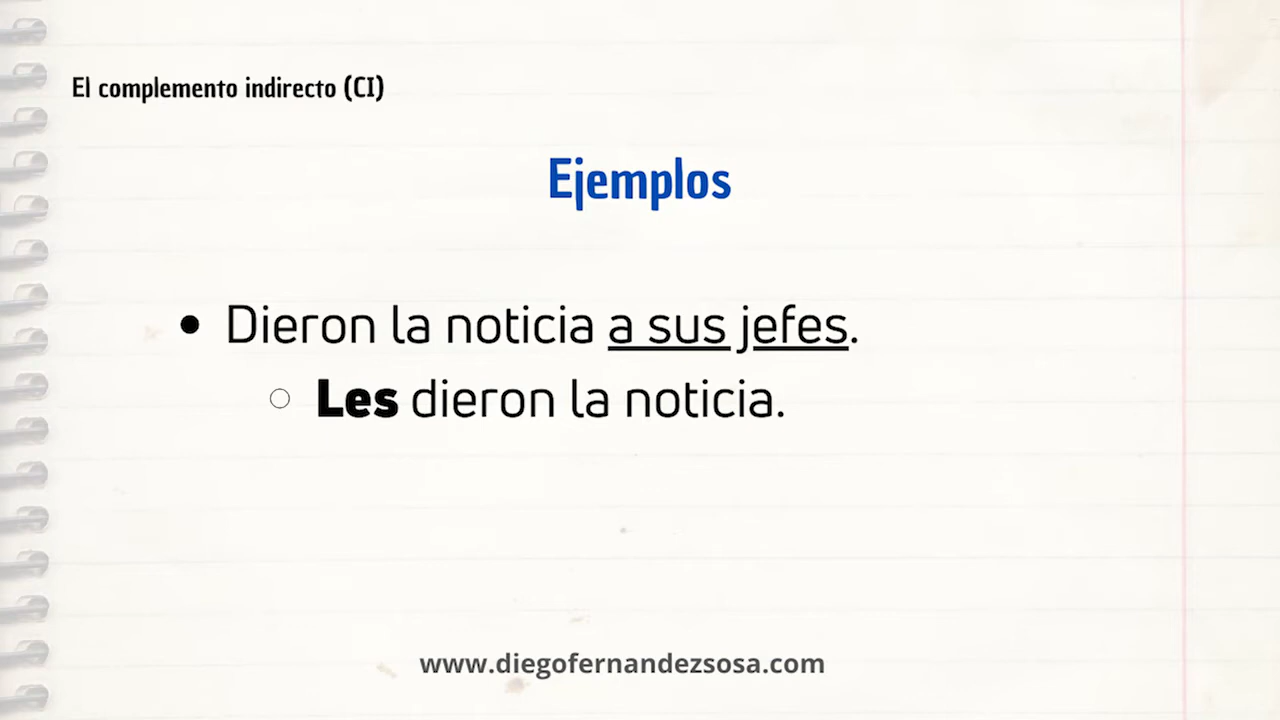 El complemento indirecto (CI)
Ejemplos
• Dieron la noticia a sus jefes.
○ Les dieron la noticia.
www.diegofernandezsosa.com